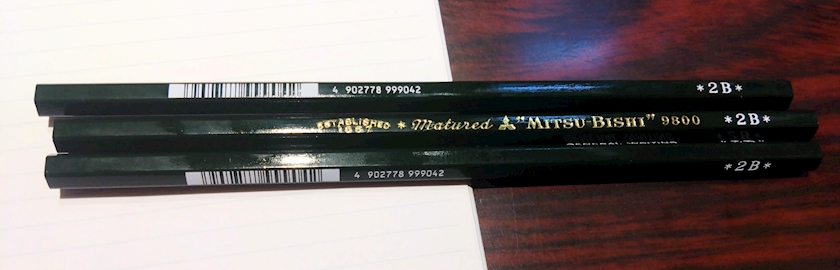 4 902778 999042 *2B*
ESTABLISHED
1887 * Matured "MITSU-BISHI" 9800 *2B*
4 902778 999042 *2B*